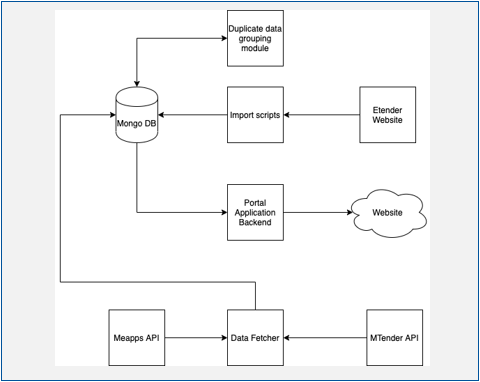 Duplicate data
grouping
module
Mongo DB
Import scripts
Etender
Website
Portal
Application
Backend
Website
Meapps API
Data Fetcher
MTender API